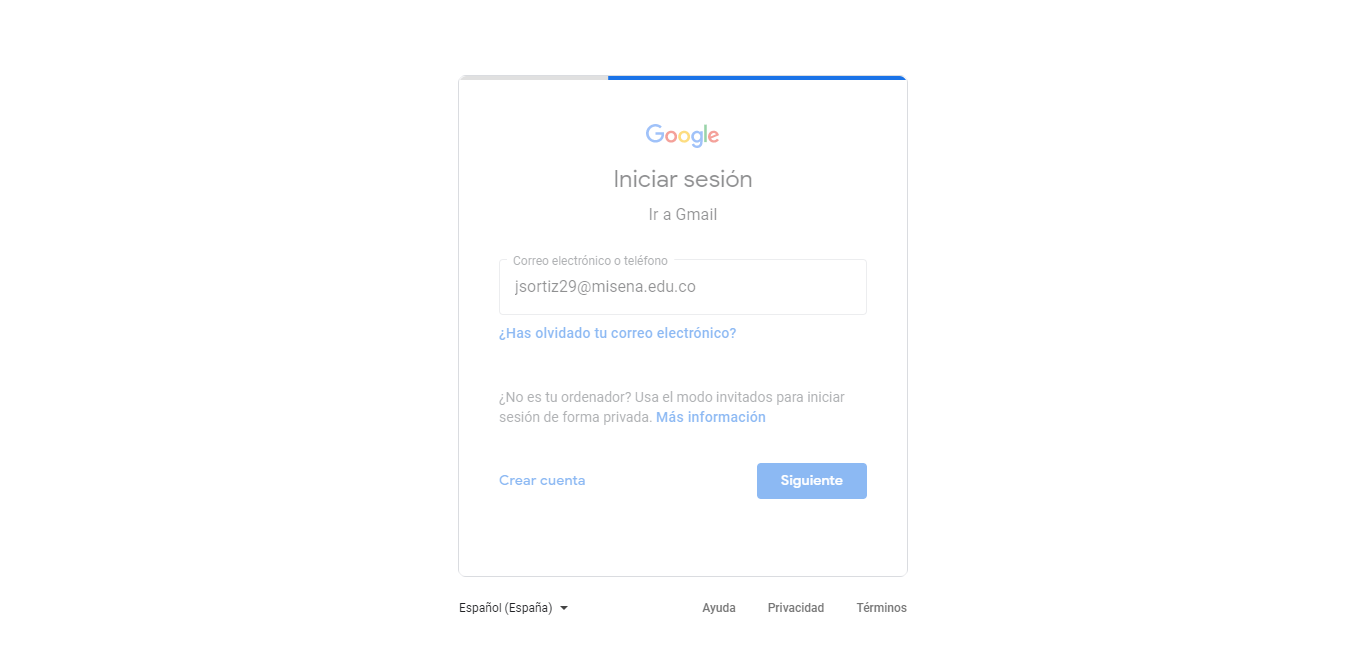 Google
Iniciar sesión
Ir a Gmail
Correo electrónico o teléfono
jsortiz29@misena.edu.co
¿Has olvidado tu correo electrónico?
¿No es tu ordenador? Usa el modo invitados para iniciar
sesión de forma privada. Más información
Crear cuenta
Siguiente
Español (España)
Ayuda
Privacidad
Términos